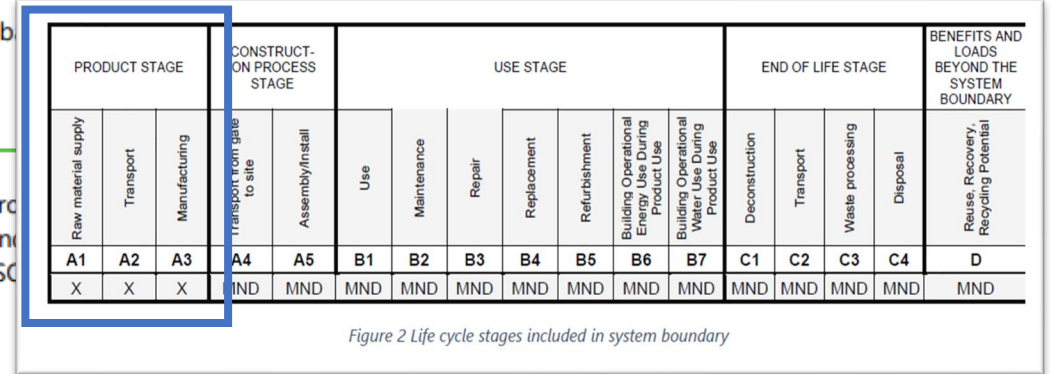 PRODUCT STAGE
CONSTRUCT-
ON PROCESS
STAGE
USE STAGE
END OF LIFE STAGE
BENEFITS AND
LOADS
BEYOND THE
SYSTEM
BOUNDARY
Raw material supply
Transport
Manufacturing
Transport from gate
to site
Assembly/Install
Use
Maintenance
Repair
Replacement
Refurbishment
Building Operational
Energy Use During
Product Use
Building Operational
Water Use During
Product Use
Deconstruction
Transport
Waste processing
Disposal
Reuse, Recovery,
Recycling Potential
A1 A2 A3 A4 A5 B1 B2 B3 B4 B5 B6 B7 C1 C2 C3 C4 D
X X X MND MND MND MND MND MND MND MND MND MND MND MND MND MND
Figure 2 Life cycle stages included in system boundary